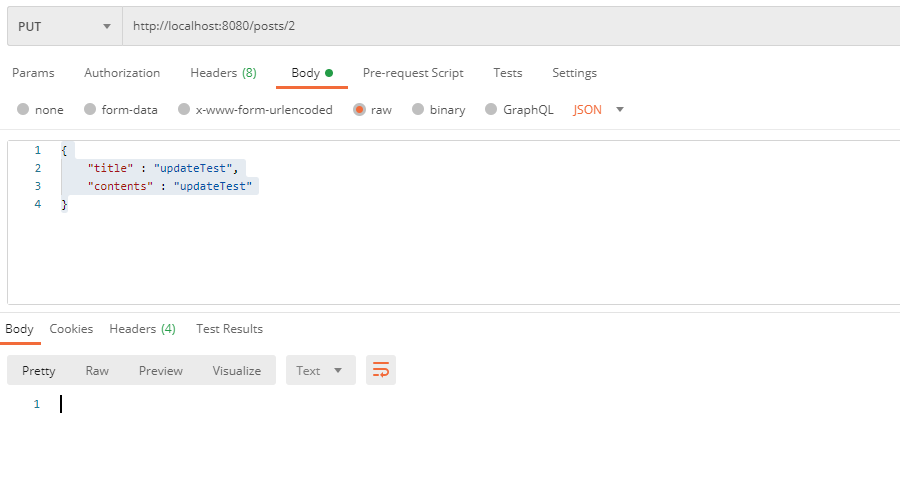 PUT http://localhost:8080/posts/2
Params Authorization Headers (8) Body Pre-request Script Tests Settings
none form-data x-www-form-urlencoded raw binary GraphQL JSON
1 {
2 "title" : "updateTest",
3 "contents" : "updateTest"
4 }
Body Cookies Headers (4) Test Results
Pretty Raw Preview Visualize Text
1